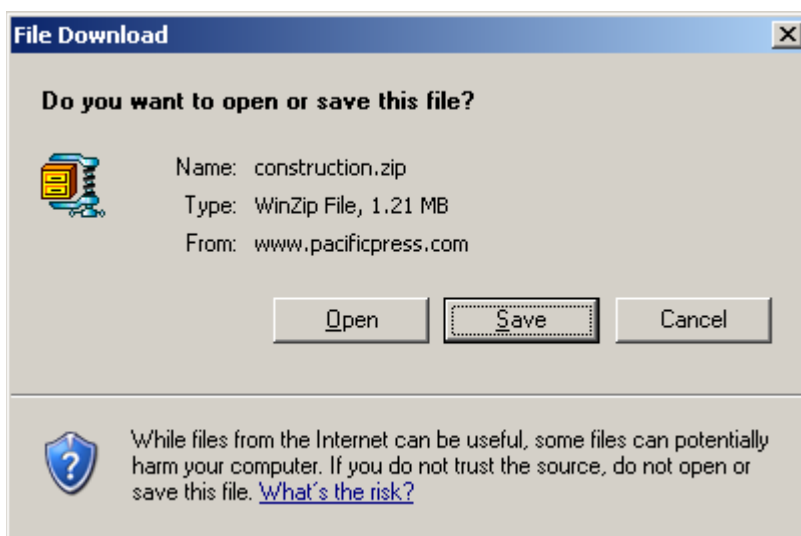 File Download
Do you want to open or save this file?
Name: construction.zip
Type: WinZip File, 1.21 MB
From: www.pacificpress.com
Open Save Cancel
While files from the Internet can be useful, some files can potentially
harm your computer. If you do not trust the source, do not open or
save this file. What's the risk?